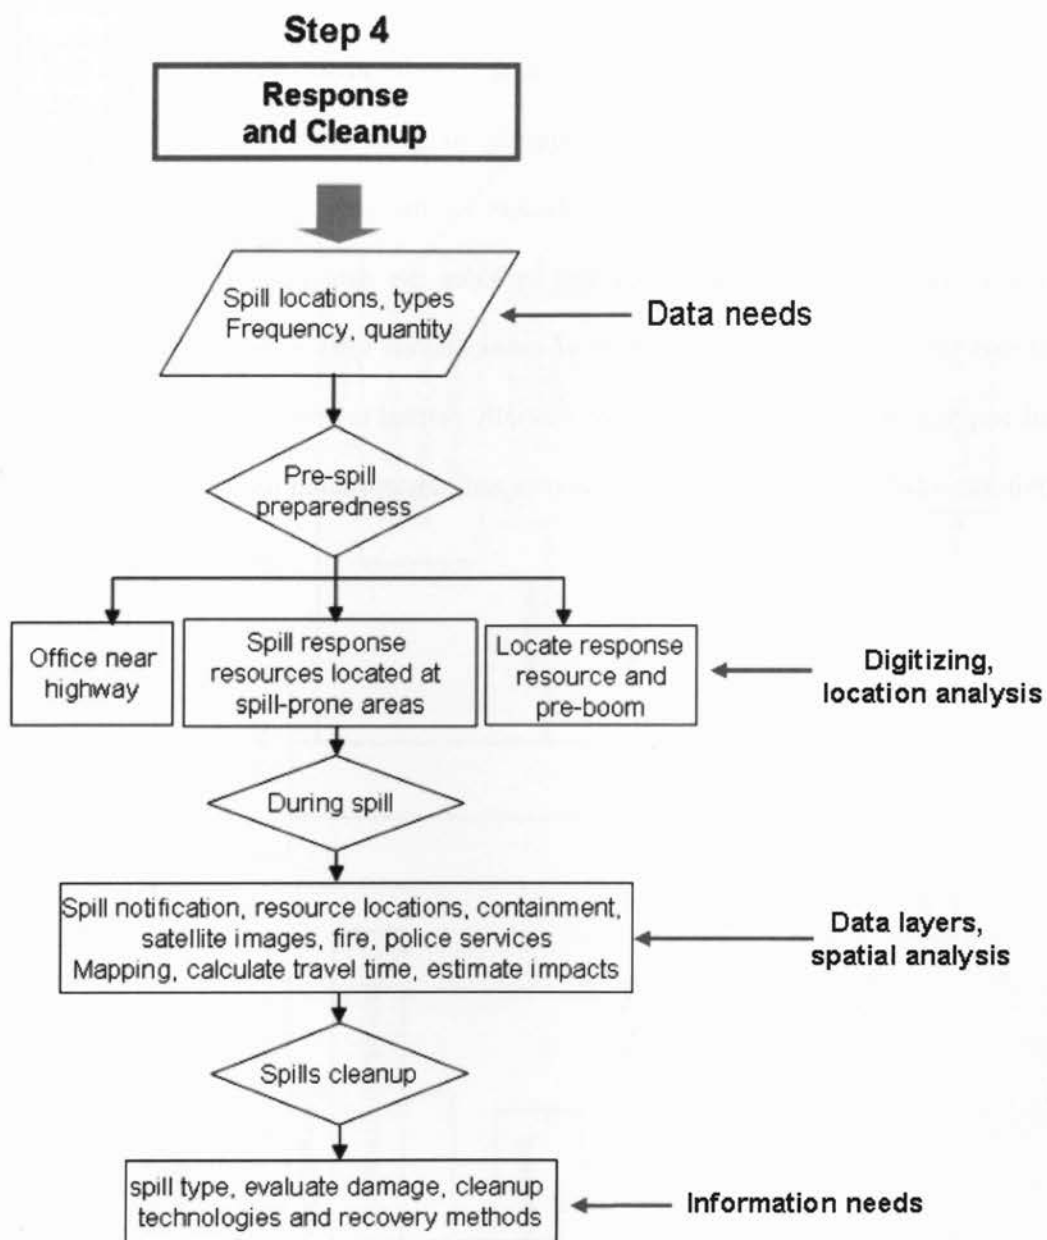 Step 4
Response
and Cleanup
Spill locations, types
Frequency, quantity
Data needs
Pre-spill
preparedness
Office near
highway
Spill response
resources located at
spill-prone areas
Locate response
resource and
pre-boom
Digitizing,
location analysis
During spill
Spill notification, resource locations, containment,
satellite images, fire, police services
Mapping, calculate travel time, estimate impacts
Data layers,
spatial analysis
Spills cleanup
spill type, evaluate damage, cleanup
technologies and recovery methods
Information needs